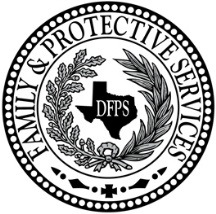 FAMILY & PROTECTIVE SERVICES
DFPS